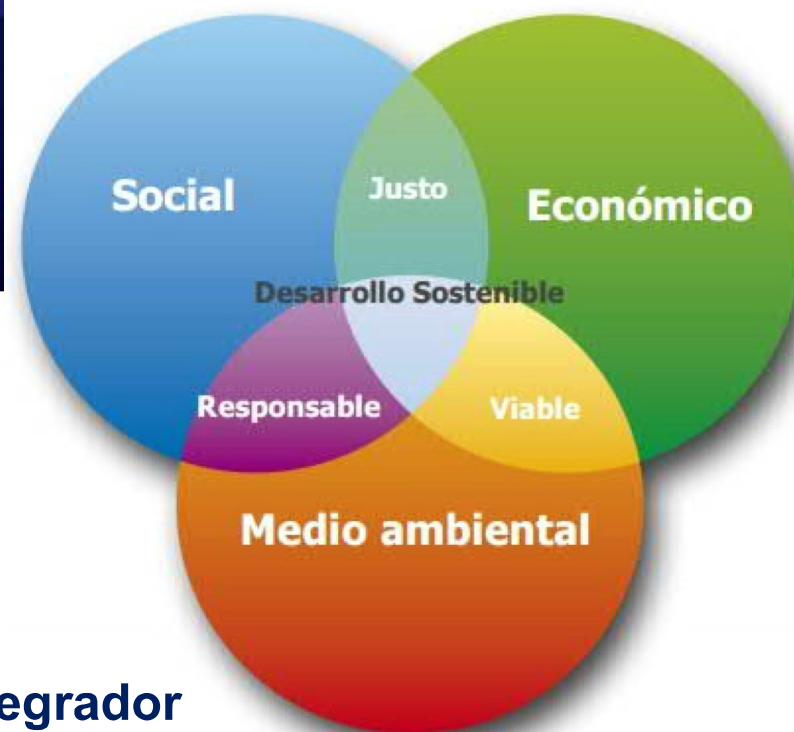 Social
Justo
Económico
Desarrollo Sostenible
Responsable
Viable
Medio ambiental
egrador